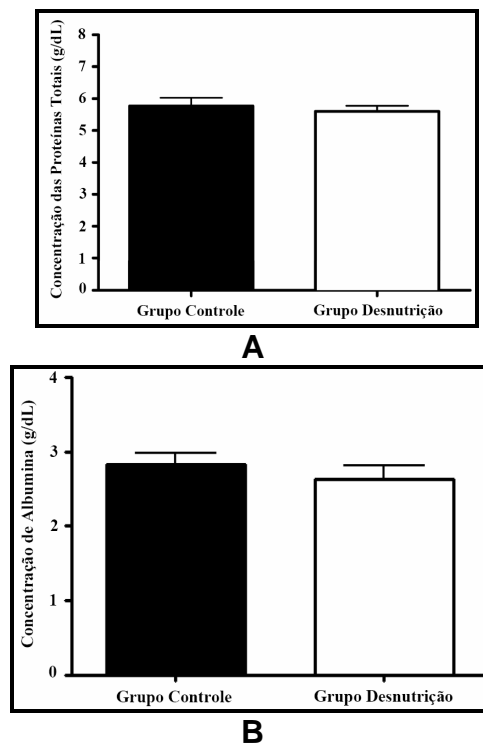 Concentração das Proteínas Totais (g/dL)
8
7
6
5
4
3
2
1
0
Grupo Controle Grupo Desnutrição
A
Concentração de Albumina (g/dL)
4
3
2
1
0
Grupo Controle Grupo Desnutrição
B